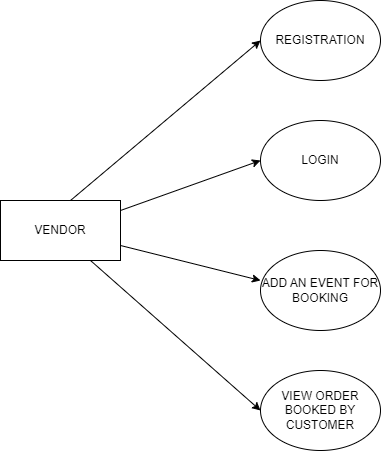 REGISTRATION
LOGIN
VENDOR
ADD AN EVENT FOR
BOOKING
VIEW ORDER
BOOKED BY
CUSTOMER